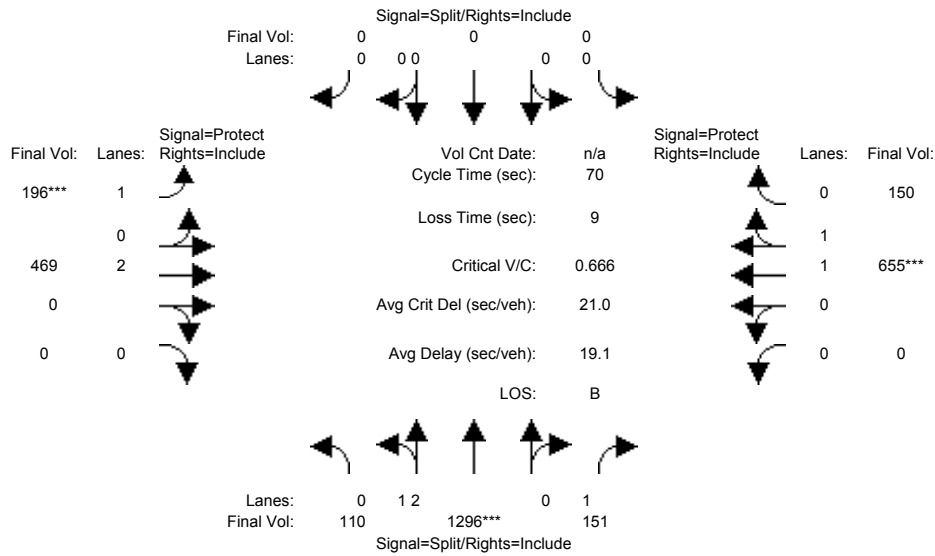 Signal=Split/Rights=Include
Final Vol: 0 0 0
Lanes: 0 0 0 0 0
Signal=Protect Signal=Protect
Final Vol: Lanes: Rights=Include Vol Cnt Date: n/a Rights=Include Lanes: Final Vol:
Cycle Time (sec): 70
196*** 1 0 150
Loss Time (sec): 9
0 1
469 2 Critical V/C: 0.666 1 655***
0 Avg Crit Del (sec/veh): 21.0 0
0 0 Avg Delay (sec/veh): 19.1 0 0
LOS: B
Lanes: 0 1 2 0 1
Final Vol: 110 1296*** 151
Signal=Split/Rights=Include